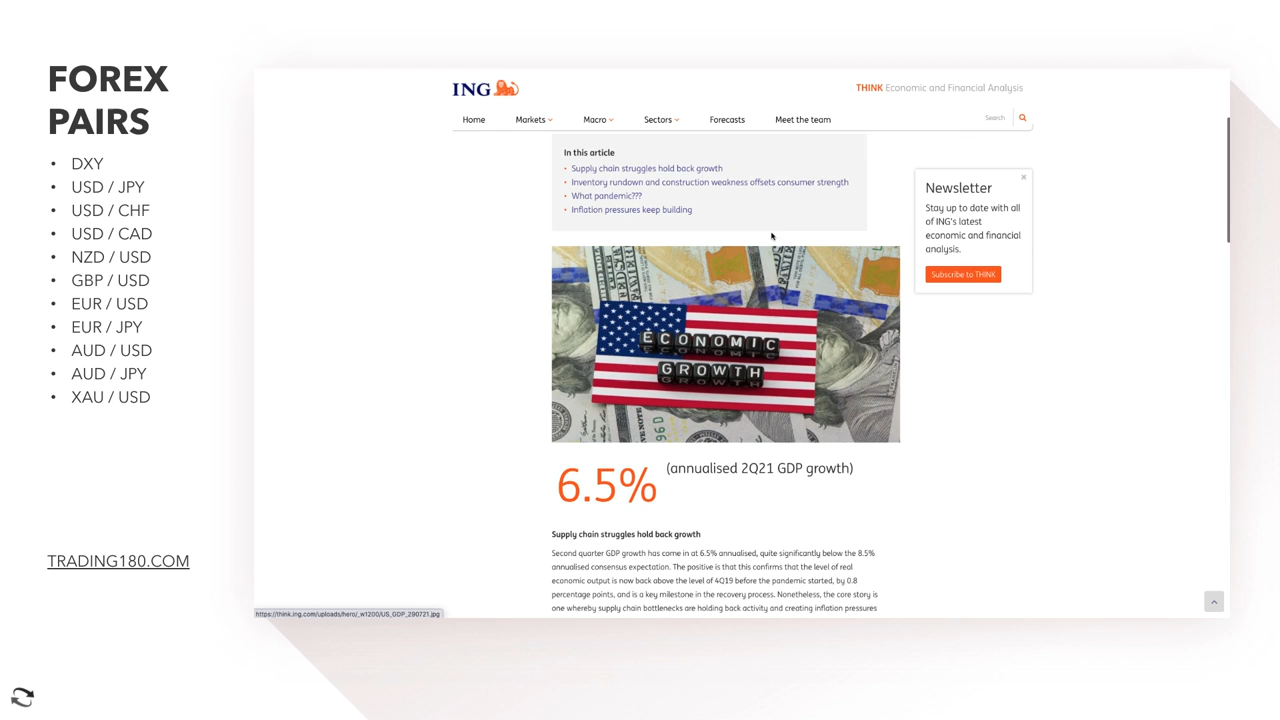 FOREX
PAIRS
• DXY
• USD / JPY
• USD / CHF
• USD / CAD
• NZD / USD
• GBP / USD
• EUR / USD
• EUR / JPY
• AUD / USD
• AUD / JPY
• XAU / USD
TRADING180.COM
ING
THINK Economic and Financial Analysis
Home Markets Macro Sectors Forecasts Meet the team Search
In this article
• Supply chain struggles hold back growth
• Inventory rundown and construction weakness offsets consumer strength
• What pandemic???
• Inflation pressures keep building
Newsletter
Stay up to date with all
of ING's latest
economic and financial
analysis.
Subscribe to THINK
ECONOMIC
GROWTH
6.5% (annualised 2Q21 GDP growth)
Supply chain struggles hold back growth
Second quarter GDP growth has come in at 6.5% annualised, quite significantly below the 8.5%
annualised consensus expectation. The positive is that this confirms that the level of real
economic output is now back above the level of 4Q19 before the pandemic started, by 0.8
percentage points, and is a key milestone in the recovery process. Nonetheless, the core story is
one whereby supply chain bottlenecks are holding back activity and creating inflation pressures
https://think.ing.com/uploads/hero/_w1200/US_GDP_290721.jpg